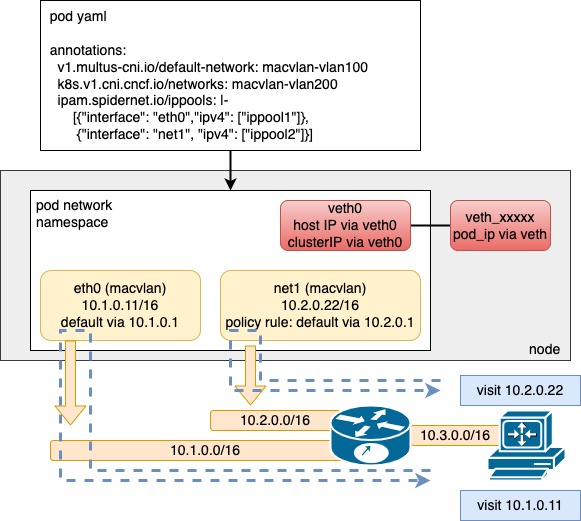 pod yaml
annotations:
v1.multus-cni.io/default-network: macvlan-vlan100
k8s.v1.cni.cncf.io/networks: macvlan-vlan200
ipam.spidernet.io/ippools: |-
[{"interface": "eth0","ipv4": ["ippool1"]},
{"interface": "net1", "ipv4": ["ippool2"]}]
pod network
namespace
veth0
host IP via veth0
clusterIP via veth0
veth_xxxxx
pod_ip via veth
eth0 (macvlan)
10.1.0.11/16
default via 10.1.0.1
net1 (macvlan)
10.2.0.22/16
policy rule: default via 10.2.0.1
node
visit 10.2.0.22
10.2.0.0/16
10.3.0.0/16
10.1.0.0/16
visit 10.1.0.11